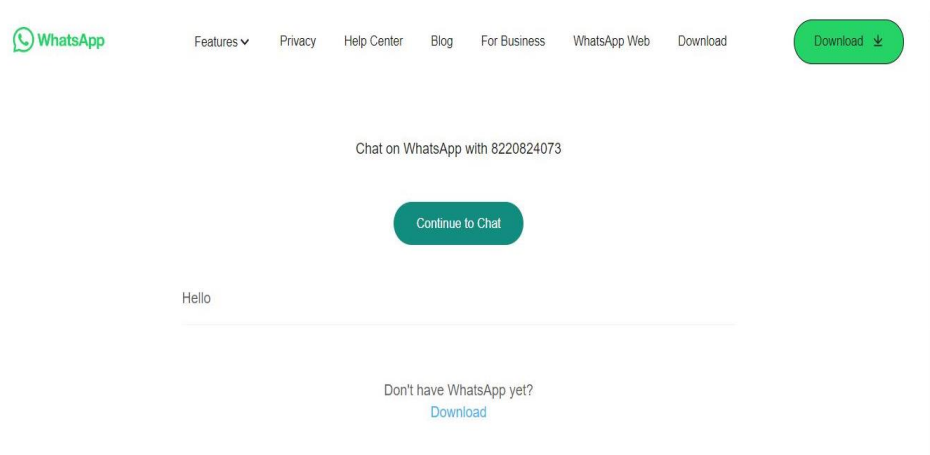 WhatsApp Features Privacy Help Center Blog For Business WhatsApp Web Download Download
Chat on WhatsApp with 8220824073
Continue to Chat
Hello
Don't have WhatsApp yet?
Download